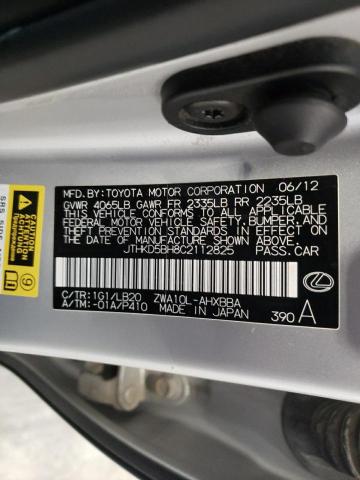 MFD. BY: TOYOTA MOTOR CORPORATION 06/12
GVWR 4065LB GAWR FR 2335LB RR 2235LB
THIS VEHICLE CONFORMS TO ALL APPLICABLE
FEDERAL MOTOR VEHICLE SAFETY, BUMPER, AND
THEFT PREVENTION STANDARDS IN EFFECT ON THE
DATE OF MANUFACTURE SHOWN ABOVE.
JTHKD5BH8C2112825 PASS. CAR
C/TR: 1G1/LB20 ZWA10L-AHXBBA
A/TM: -01A/P410 MADE IN JAPAN 390 A
SRS
9